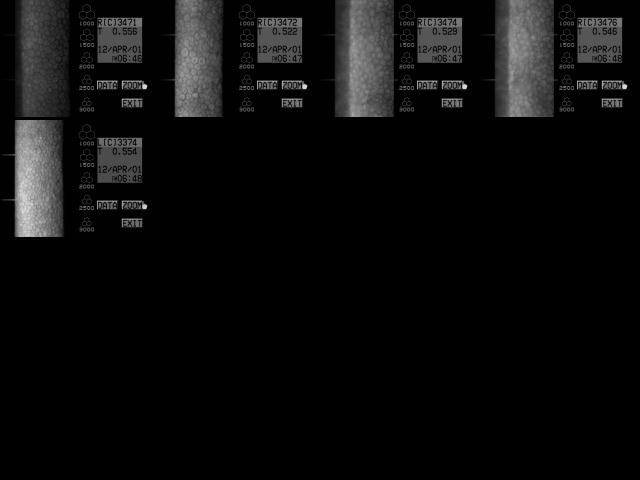 1000
R[C]3471
T 0.556
1500
12/APR/01
PM06:46
2000
2500
DATA ZOOM
3000
EXIT
1000
R[C]3472
T 0.522
1500
12/APR/01
PM06:47
2000
2500
DATA ZOOM
3000
EXIT
1000
R[C]3474
T 0.529
1500
12/APR/01
PM06:47
2000
2500
DATA ZOOM
3000
EXIT
1000
R[C]3476
T 0.546
1500
12/APR/01
PM06:48
2000
2500
DATA ZOOM
3000
EXIT
1000
L[C]3374
T 0.554
1500
12/APR/01
PM06:48
2000
2500
DATA ZOOM
3000
EXIT